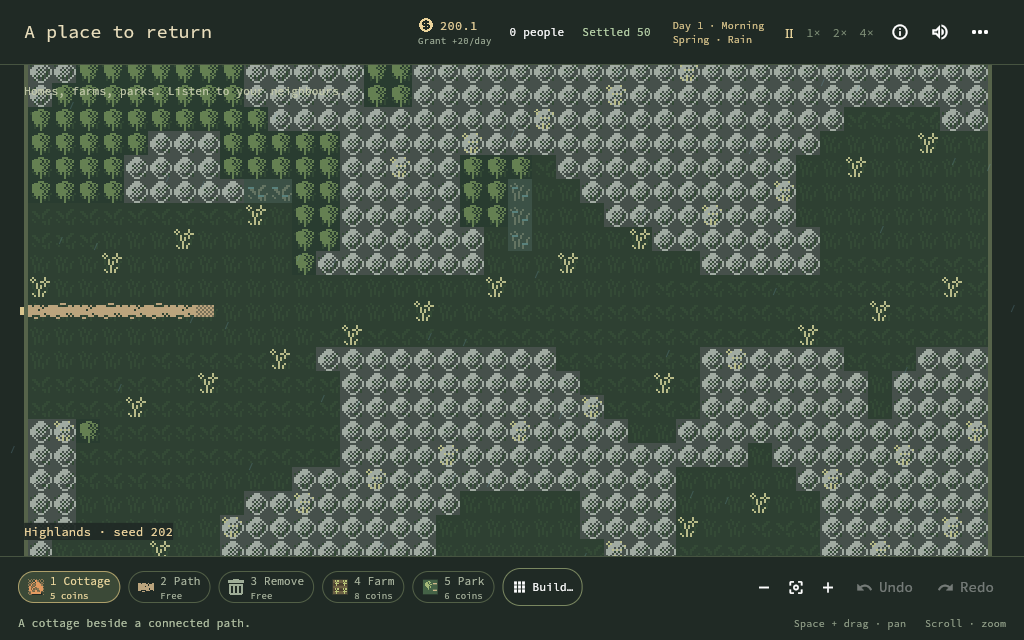 A place to return
200.1
Grant +20/day
0 people
Settled 50
Day 1 · Morning
Spring · Rain
1×
2×
4×
Homes, farms, parks. Listen to your neighbours.
Highlands · seed 202
1 Cottage
5 coins
2 Path
Free
3 Remove
Free
4 Farm
8 coins
5 Park
6 coins
Build…
Undo
Redo
A cottage beside a connected path.
Space + drag · pan
Scroll · zoom